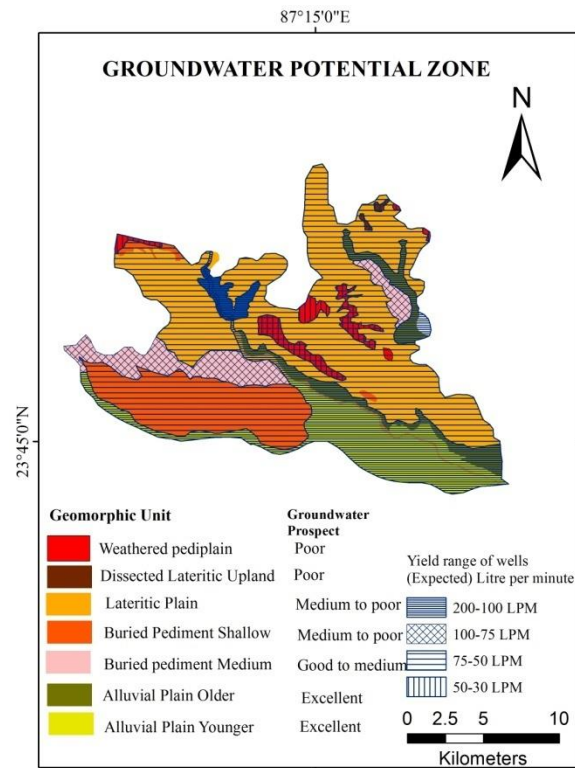 87°15'0"E
GROUNDWATER POTENTIAL ZONE
N
23°45'0"N
Geomorphic Unit
Groundwater
Prospect
Weathered pediplain Poor
Dissected Lateritic Upland Poor
Lateritic Plain Medium to poor
Buried Pediment Shallow Medium to poor
Buried pediment Medium Good to medium
Alluvial Plain Older Excellent
Alluvial Plain Younger Excellent
Yield range of wells
(Expected) Litre per minute
200-100 LPM
100-75 LPM
75-50 LPM
50-30 LPM
0 2.5 5 10
Kilometers